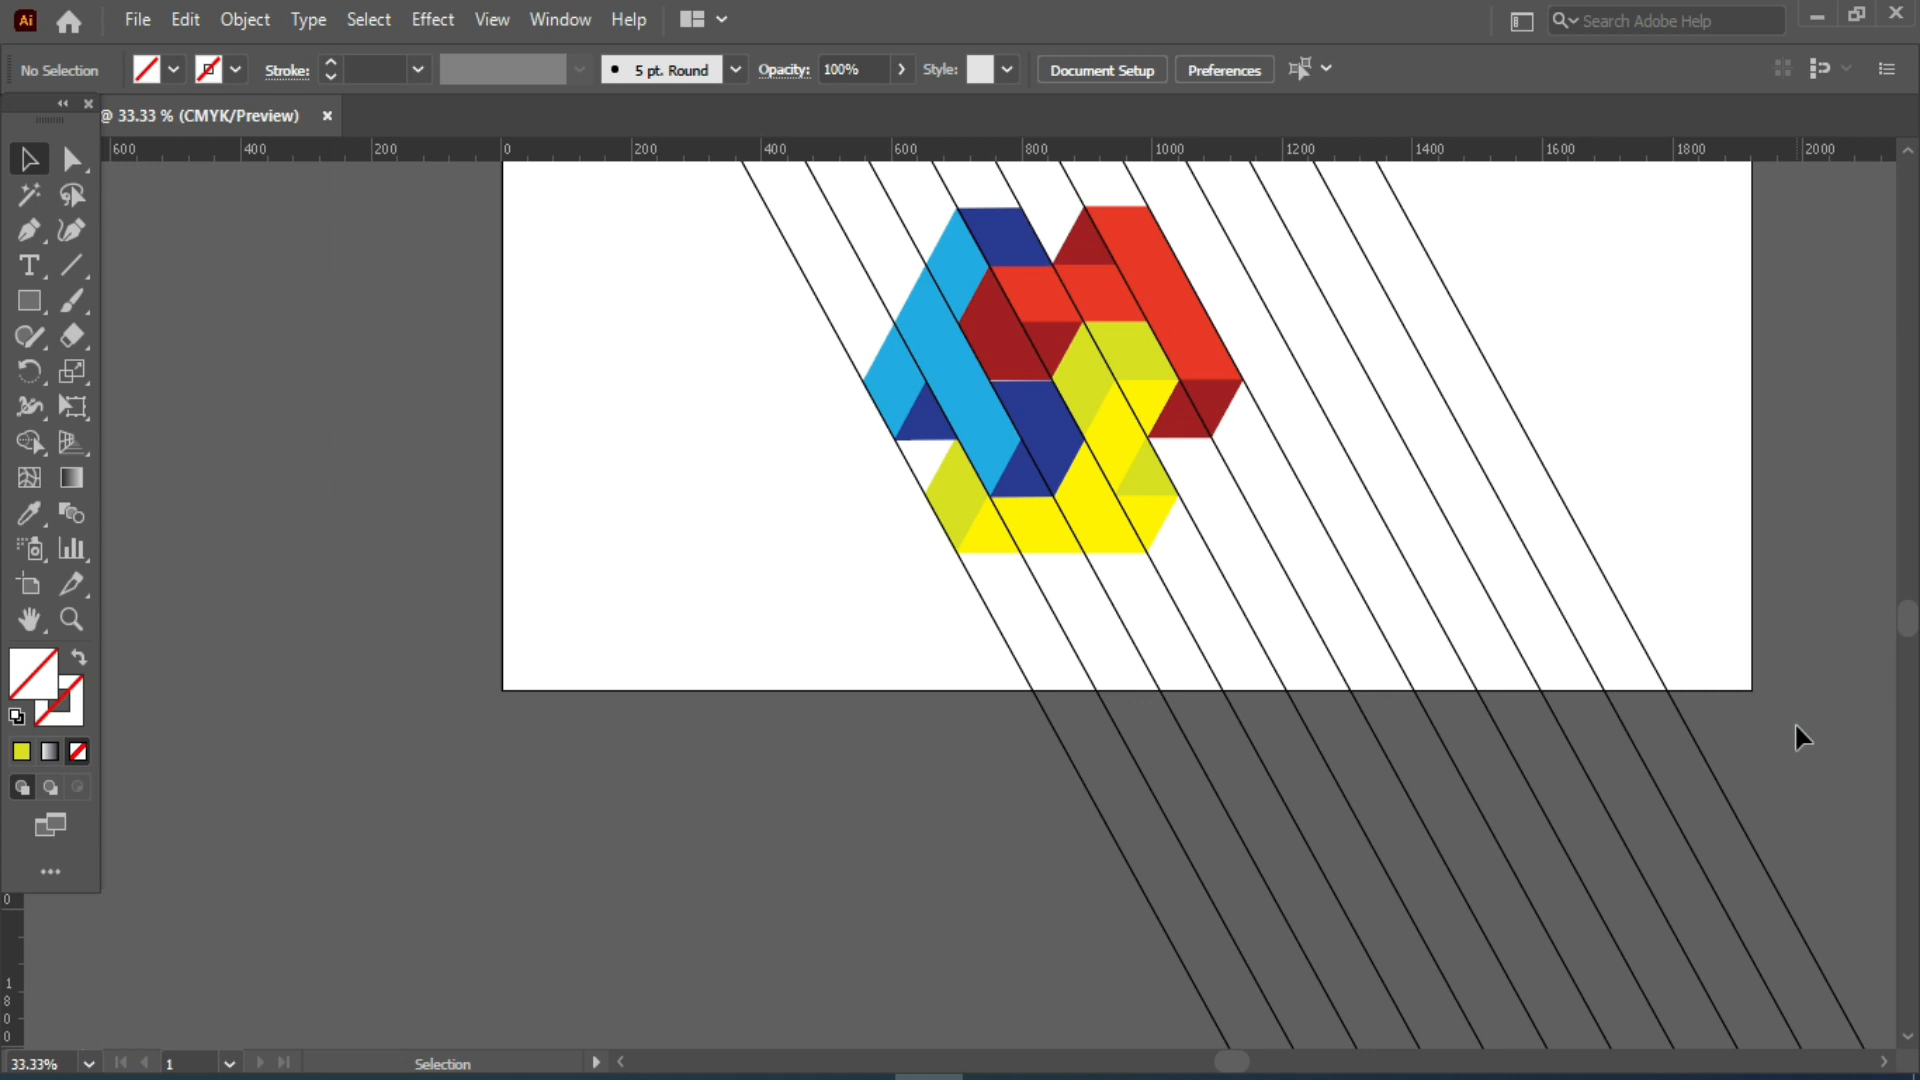 Ai File Edit Object Type Select Effect View Window Help Search Adobe Help
No Selection Stroke: 5 pt. Round Opacity: 100% Style: Document Setup Preferences
@ 33.33 % (CMYK/Preview)
600 400 200 0 200 400 600 800 1000 1200 1400 1600 1800 2000
0
1
8
0
0
33.33% 1 Selection